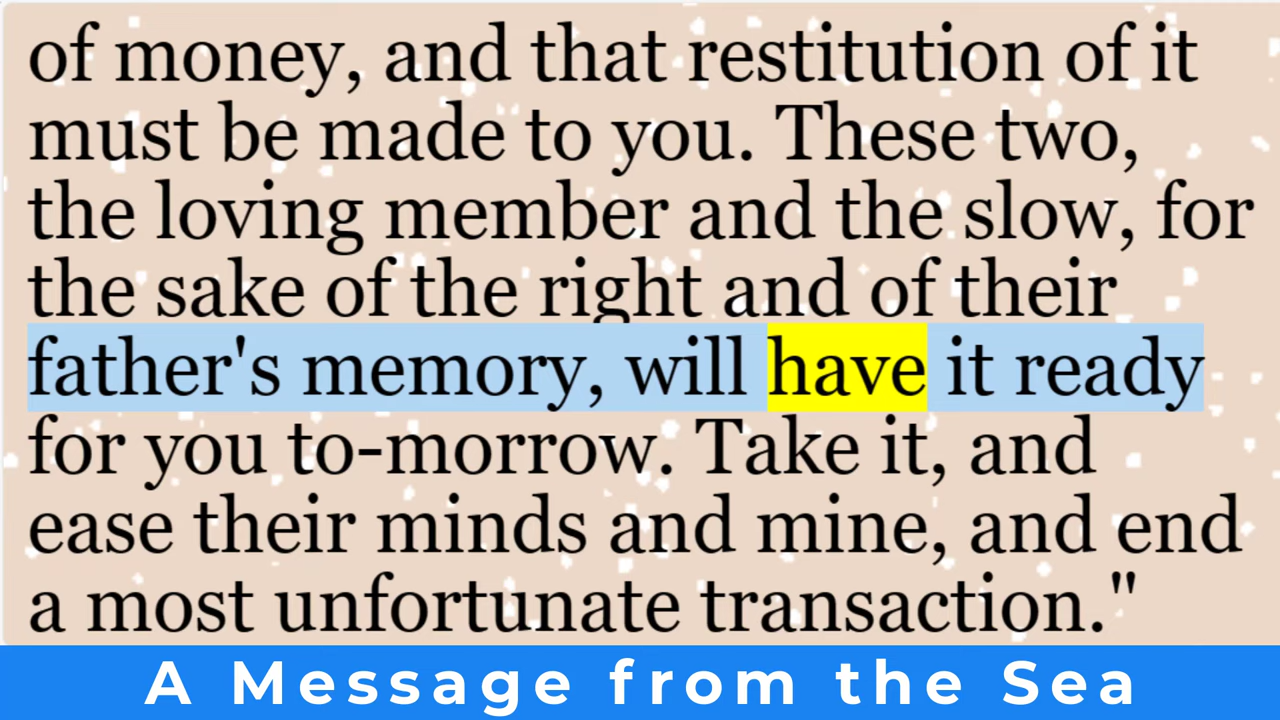 of money, and that restitution of it
must be made to you. These two,
the loving member and the slow, for
the sake of the right and of their
father's memory, will have it ready
for you to-morrow. Take it, and
ease their minds and mine, and end
a most unfortunate transaction."
A Message from the Sea